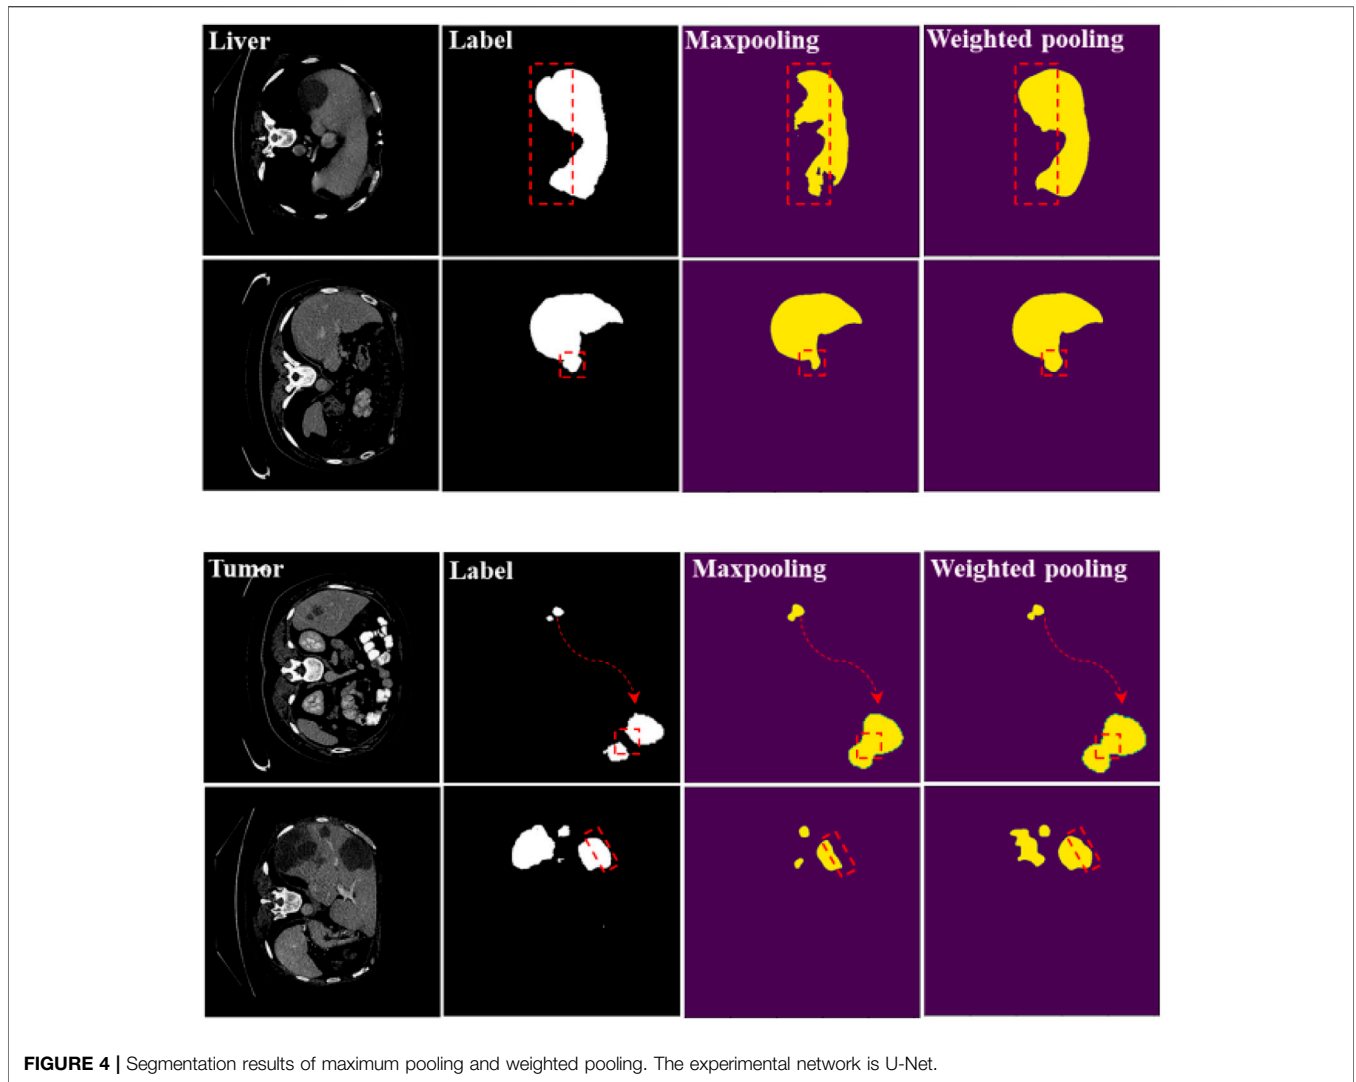 Liver Label Maxpooling Weighted pooling
Tumor Label Maxpooling Weighted pooling
FIGURE 4 | Segmentation results of maximum pooling and weighted pooling. The experimental network is U-Net.